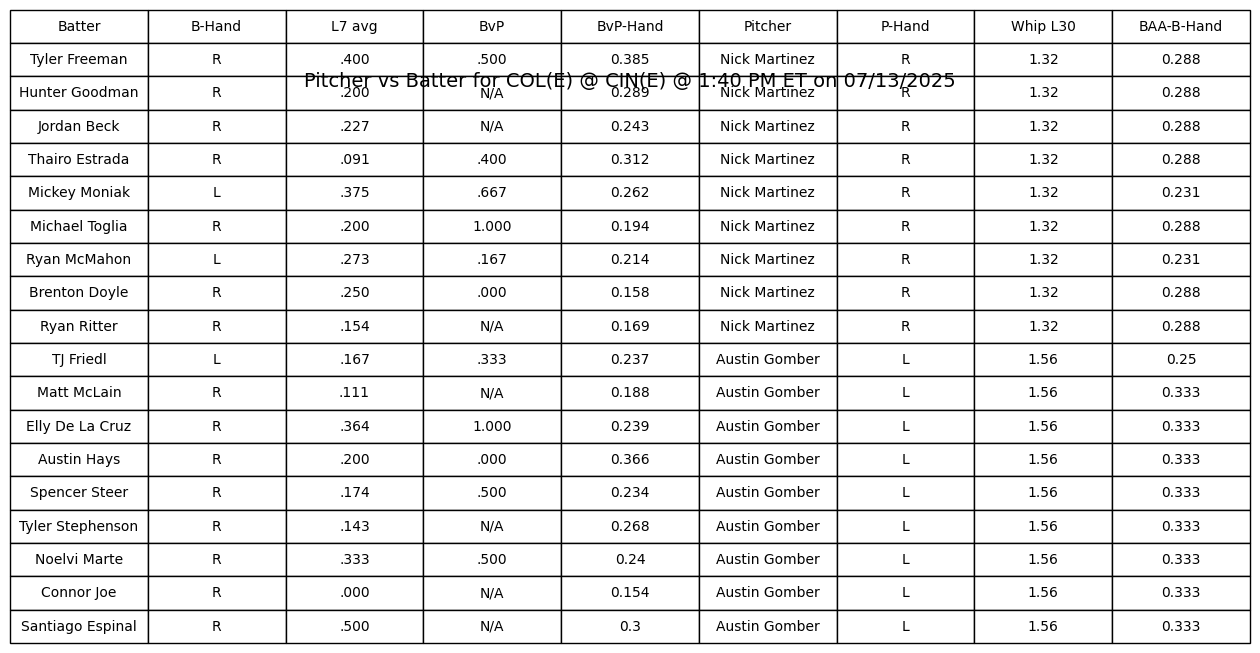 Batter B-Hand L7 avg BvP BvP-Hand Pitcher P-Hand Whip L30 BAA-B-Hand
Tyler Freeman R .400 .500 0.385 Nick Martinez R 1.32 0.288
Pitcher vs Batter for COL(E) @ CIN(E) @ 1:40 PM ET on 07/13/2025
Hunter Goodman R .200 N/A 0.289 Nick Martinez R 1.32 0.288
Jordan Beck R .227 N/A 0.243 Nick Martinez R 1.32 0.288
Thairo Estrada R .091 .400 0.312 Nick Martinez R 1.32 0.288
Mickey Moniak L .375 .667 0.262 Nick Martinez R 1.32 0.231
Michael Toglia R .200 1.000 0.194 Nick Martinez R 1.32 0.288
Ryan McMahon L .273 .167 0.214 Nick Martinez R 1.32 0.231
Brenton Doyle R .250 .000 0.158 Nick Martinez R 1.32 0.288
Ryan Ritter R .154 N/A 0.169 Nick Martinez R 1.32 0.288
TJ Friedl L .167 .333 0.237 Austin Gomber L 1.56 0.25
Matt McLain R .111 N/A 0.188 Austin Gomber L 1.56 0.333
Elly De La Cruz R .364 1.000 0.239 Austin Gomber L 1.56 0.333
Austin Hays R .200 .000 0.366 Austin Gomber L 1.56 0.333
Spencer Steer R .174 .500 0.234 Austin Gomber L 1.56 0.333
Tyler Stephenson R .143 N/A 0.268 Austin Gomber L 1.56 0.333
Noelvi Marte R .333 .500 0.24 Austin Gomber L 1.56 0.333
Connor Joe R .000 N/A 0.154 Austin Gomber L 1.56 0.333
Santiago Espinal R .500 N/A 0.3 Austin Gomber L 1.56 0.333